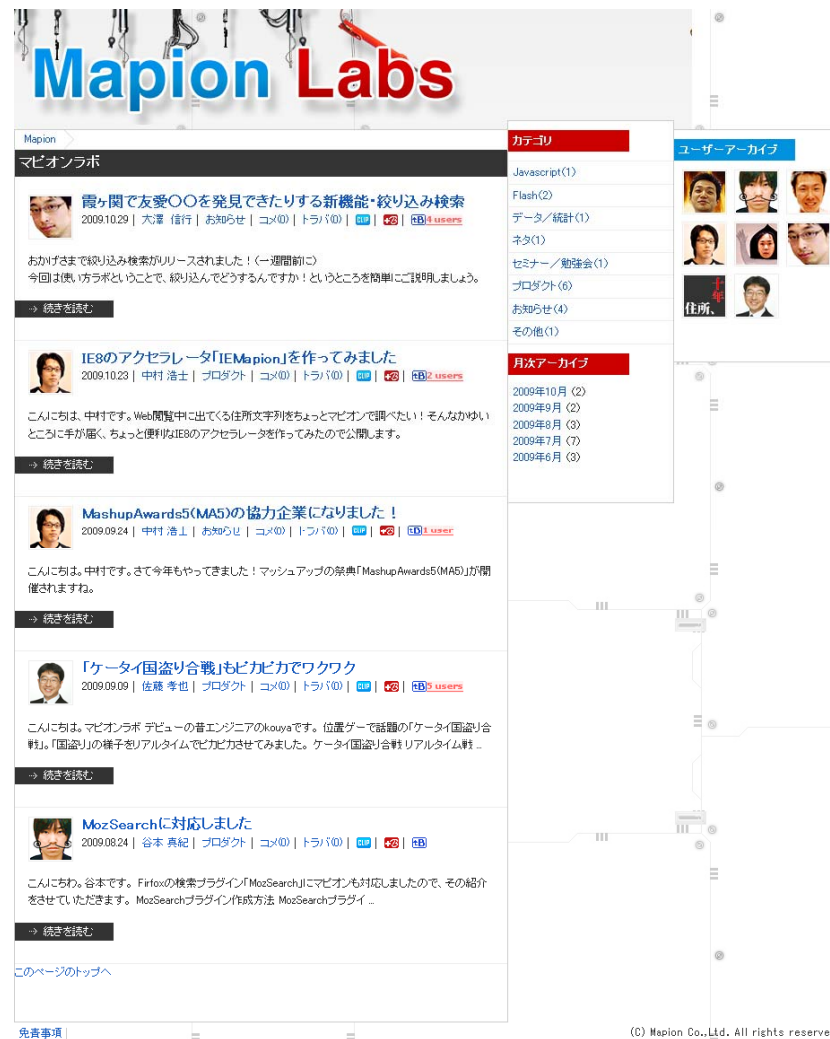 Mapion Labs
Mapion
マピオンラボ
霞ヶ関で友愛〇〇を発見できたりする新機能・絞り込み検索
2009.10.29 | 大澤 信行 | お知らせ | コメ(0) | トラバ(0) | CLIP | | B! 4 users
おかげさまで絞り込み検索がリリースされました！(一週間前に)
今回は使い方ラボということで、絞り込んでどうするんですか！というところを簡単にご説明しましょう。
→ 続きを読む
IE8のアクセラレータ「IEMapion」を作ってみました
2009.10.23 | 中村 浩士 | プロダクト | コメ(0) | トラバ(0) | CLIP | | B! 2 users
こんにちは、中村です。Web閲覧中に出てくる住所文字列をちょっとマピオンで調べたい！そんなかゆい
ところに手が届く、ちょっと便利なIE8のアクセラレータを作ってみたので公開します。
→ 続きを読む
MashupAwards5(MA5)の協力企業になりました！
2009.09.24 | 中村 浩士 | お知らせ | コメ(0) | トラバ(0) | CLIP | | B! 1 user
こんにちは。中村です。さて今年もやってきました！マッシュアップの祭典「MashupAwards5(MA5)」が開
催されますね。
→ 続きを読む
「ケータイ国盗り合戦」もピカピカでワクワク
2009.09.09 | 佐藤 孝也 | プロダクト | コメ(0) | トラバ(0) | CLIP | | B! 5 users
こんにちは。マピオンラボ デビューの昔エンジニアのkouyaです。 位置ゲーで話題の「ケータイ国盗り合
戦」。「国盗り」の様子をリアルタイムでピカピカさせてみました。 ケータイ国盗り合戦 リアルタイム戦 ...
→ 続きを読む
MozSearchに対応しました
2009.08.24 | 谷本 真紀 | プロダクト | コメ(0) | トラバ(0) | CLIP | | B!
こんにちわ。谷本です。 Firfoxの検索プラグイン「MozSearch」にマピオンも対応しましたので、その紹介
をさせていただきます。 MozSearchプラグイン作成方法 MozSearchプラグイ ...
→ 続きを読む
このページのトップへ
カテゴリ
Javascript(1)
Flash(2)
データ／統計(1)
ネタ(1)
セミナー／勉強会(1)
プロダクト(6)
お知らせ(4)
その他(1)
月次アーカイブ
2009年10月 (2)
2009年9月 (2)
2009年8月 (3)
2009年7月 (7)
2009年6月 (3)
ユーザーアーカイブ
十年
住所、
免責事項 |
(C) Mapion Co.,Ltd. All rights reserve